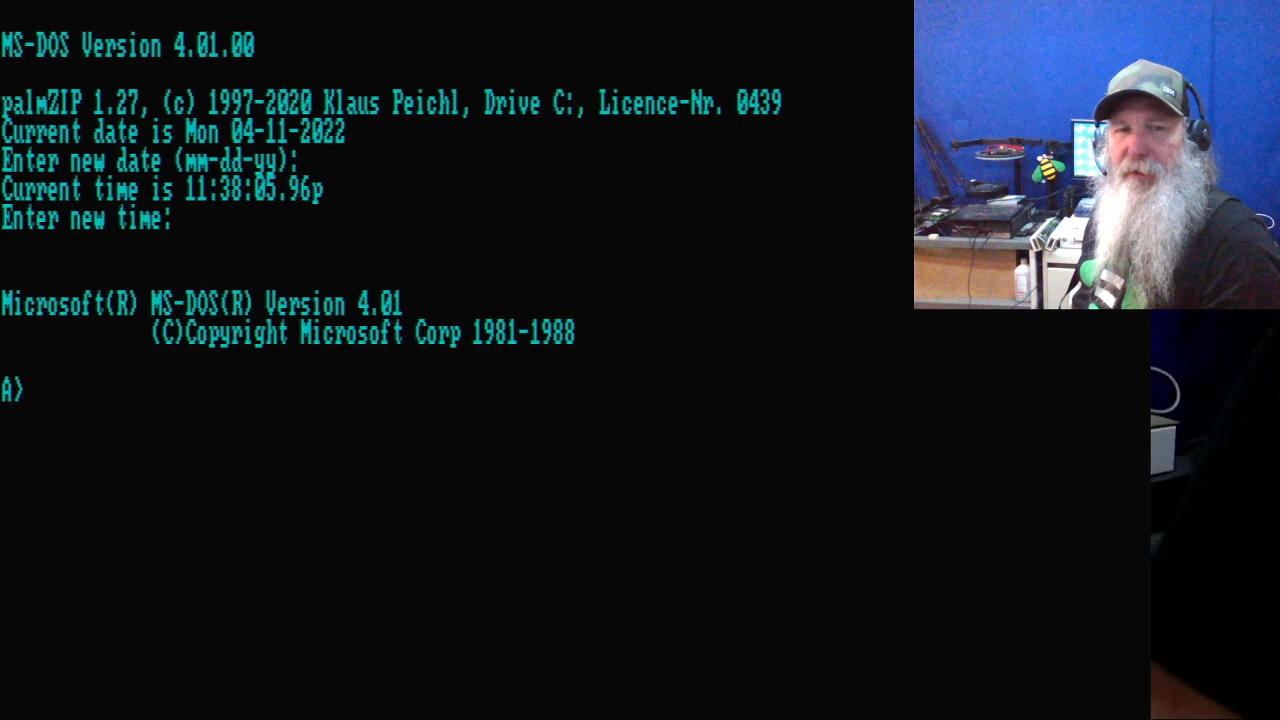 MS-DOS Version 4.01.00
palmZIP 1.27, (c) 1997-2020 Klaus Peichl, Drive C:, Licence-Nr. 0439
Current date is Mon 04-11-2022
Enter new date (mm-dd-yy):
Current time is 11:38:05.96p
Enter new time:
Microsoft(R) MS-DOS(R) Version 4.01
(C)Copyright Microsoft Corp 1981-1988
A>